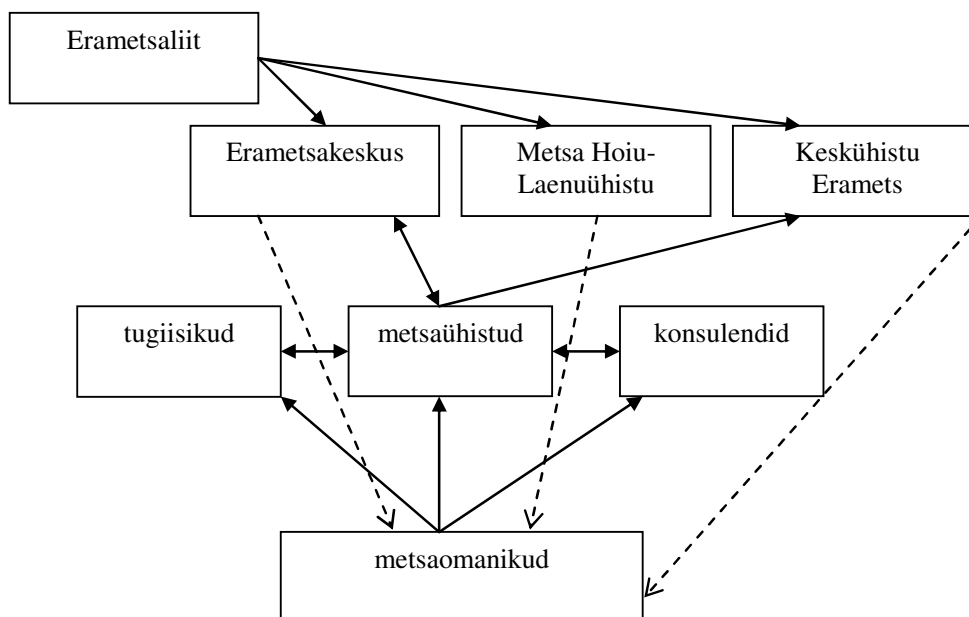 Erametsaliit
Erametsakeskus
Metsa Hoiu-
Laenuühistu
Keskühistu
Eramets
tugiisikud
metsaühistud
konsulendid
metsaomanikud